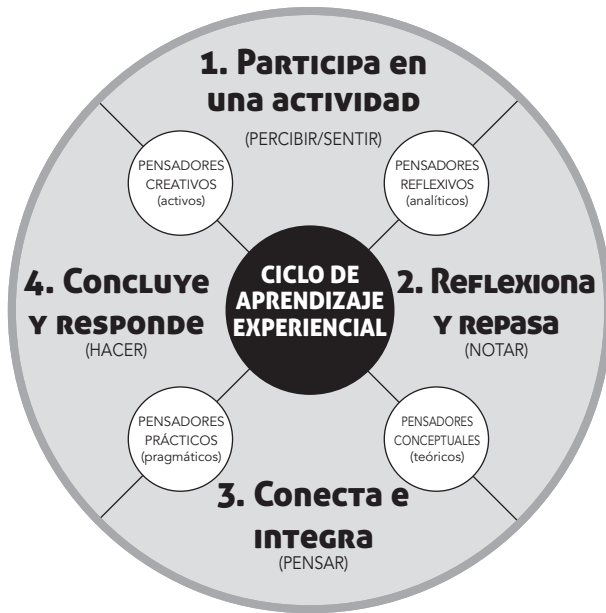 1. Participa en
una actividad
(PERCIBIR/SENTIR)
PENSADORES
CREATIVOS
(activos)
PENSADORES
REFLEXIVOS
(analíticos)
CICLO DE
APRENDIZAJE
EXPERIENCIAL
4. Concluye
y responde
(HACER)
2. Reflexiona
y repasa
(NOTAR)
PENSADORES
PRÁCTICOS
(pragmáticos)
PENSADORES
CONCEPTUALES
(teóricos)
3. Conecta e
integra
(PENSAR)